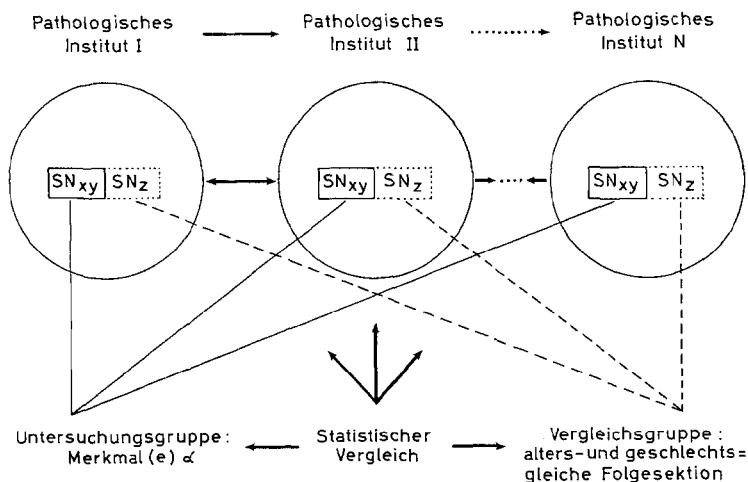 Pathologisches
Institut I
Pathologisches
Institut II
Pathologisches
Institut N
SNxy SNz
SNxy SNz
SNxy SNz
Untersuchungsgruppe:
Merkmal(e) α
Statistischer
Vergleich
Vergleichsgruppe:
alters- und geschlechts=
gleiche Folgesektion